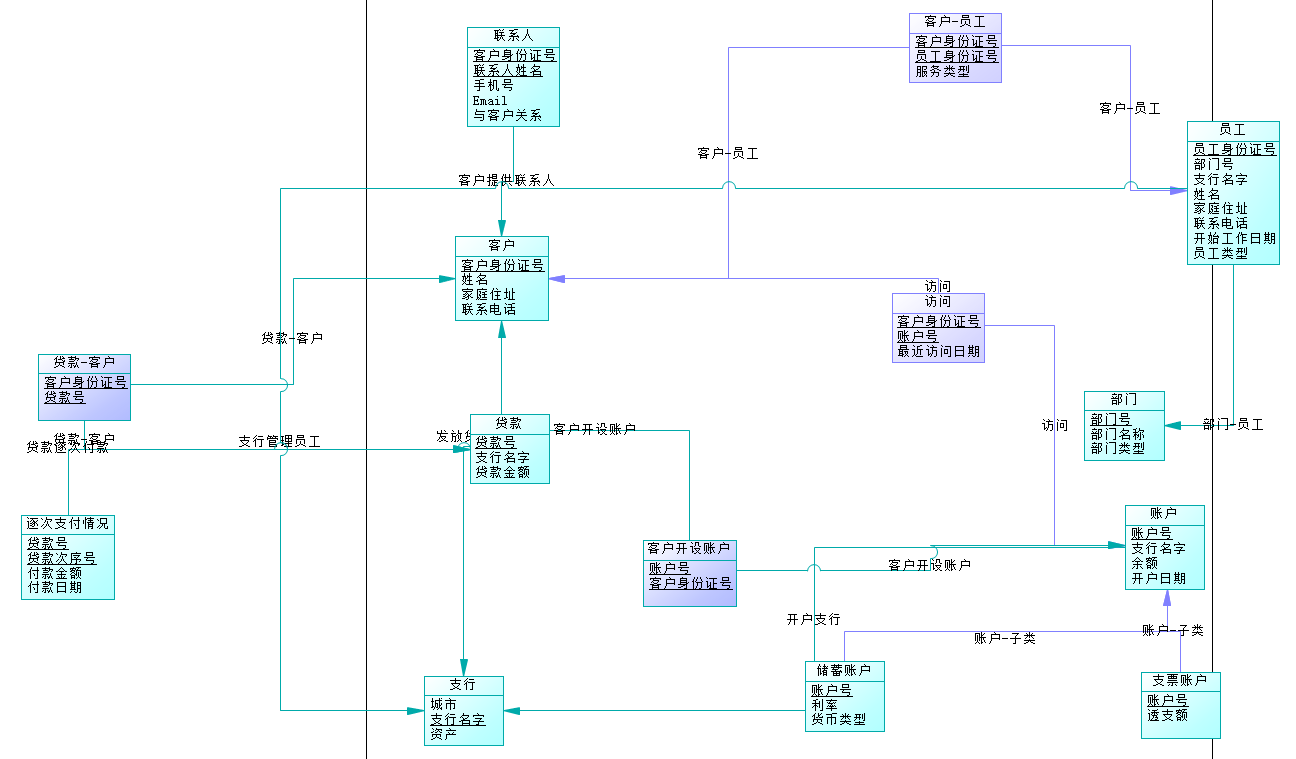 客户-员工
客户身份证号
员工身份证号
服务类型
联系人
客户身份证号
联系人姓名
手机号
Email
与客户关系
客户-员工
客户-员工
员工
员工身份证号
部门号
支行名字
姓名
家庭住址
联系电话
开始工作日期
员工类型
客户提供联系人
客户
客户身份证号
姓名
家庭住址
联系电话
访问
访问
客户身份证号
账户号
最近访问日期
贷款-客户
贷款-客户
客户身份证号
贷款号
贷款-客户
贷款逐次付款
支行管理员工
发放贷
贷款
贷款号
支行名字
贷款金额
客户开设账户
访问
部门
部门号
部门名称
部门类型
部门-员工
逐次支付情况
贷款号
贷款次序号
付款金额
付款日期
客户开设账户
账户号
客户身份证号
客户开设账户
账户
账户号
支行名字
余额
开户日期
开户支行
账户-子类
账户-子类
支行
城市
支行名字
资产
储蓄账户
账户号
利率
货币类型
支票账户
账户号
透支额